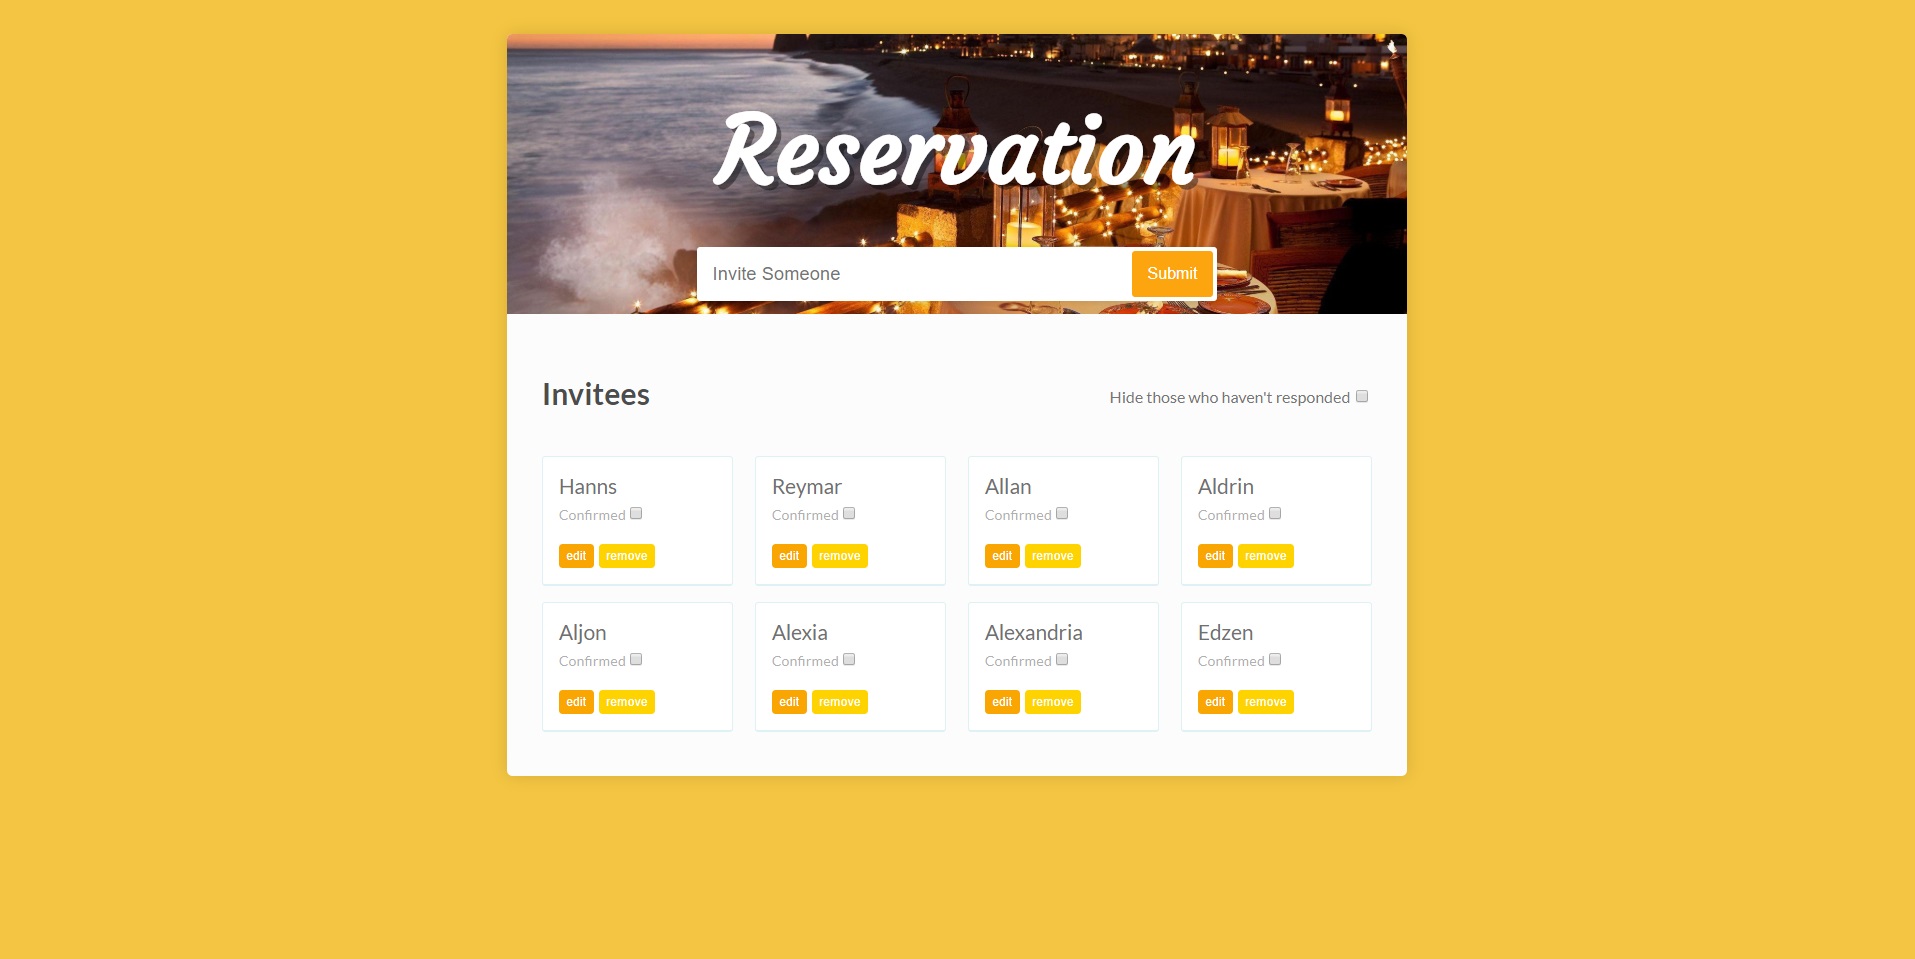 Reservation
Invite Someone Submit
Invitees Hide those who haven't responded
Hanns Reymar Allan Aldrin
Confirmed Confirmed Confirmed Confirmed
edit remove edit remove edit remove edit remove
Aljon Alexia Alexandria Edzen
Confirmed Confirmed Confirmed Confirmed
edit remove edit remove edit remove edit remove